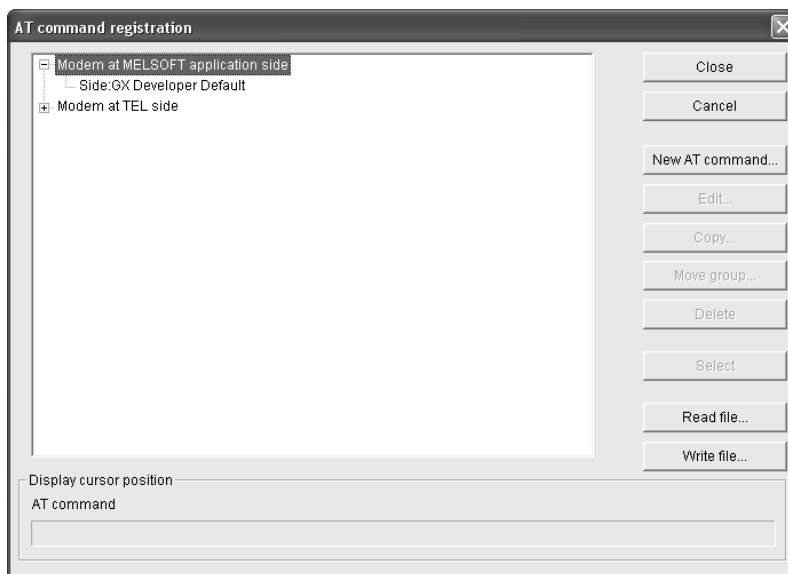 AT command registration
Modem at MELSOFT application side
Side:GX Developer Default
Modem at TEL side
Close
Cancel
New AT command...
Edit...
Copy...
Move group...
Delete
Select
Read file...
Write file...
Display cursor position
AT command